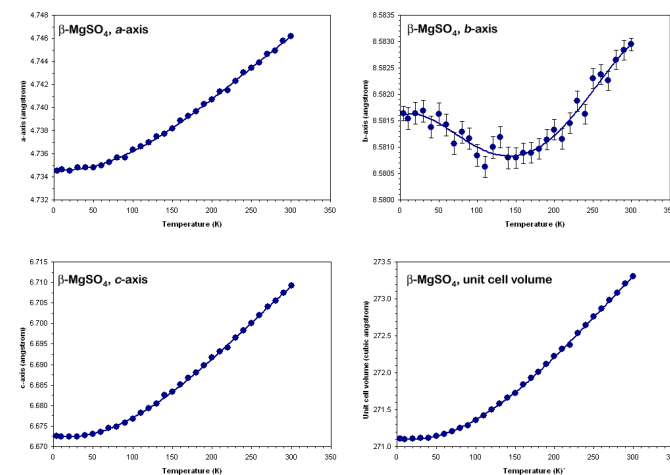 β-MgSO₄, a-axis
4.748
4.746
4.744
4.742
4.740
4.738
4.736
4.734
4.732
a-axis (angstrom)
0 50 100 150 200 250 300 350
Temperature (K)
β-MgSO₄, b-axis
8.5835
8.5830
8.5825
8.5820
8.5815
8.5810
8.5805
8.5800
b-axis (angstrom)
0 50 100 150 200 250 300 350
Temperature (K)
β-MgSO₄, c-axis
6.715
6.710
6.705
6.700
6.695
6.690
6.685
6.680
6.675
6.670
c-axis (angstrom)
0 50 100 150 200 250 300 350
Temperature (K)
β-MgSO₄, unit cell volume
273.5
273.0
272.5
272.0
271.5
271.0
Unit cell volume (cubic angstrom)
0 50 100 150 200 250 300 350
Temperature (K)